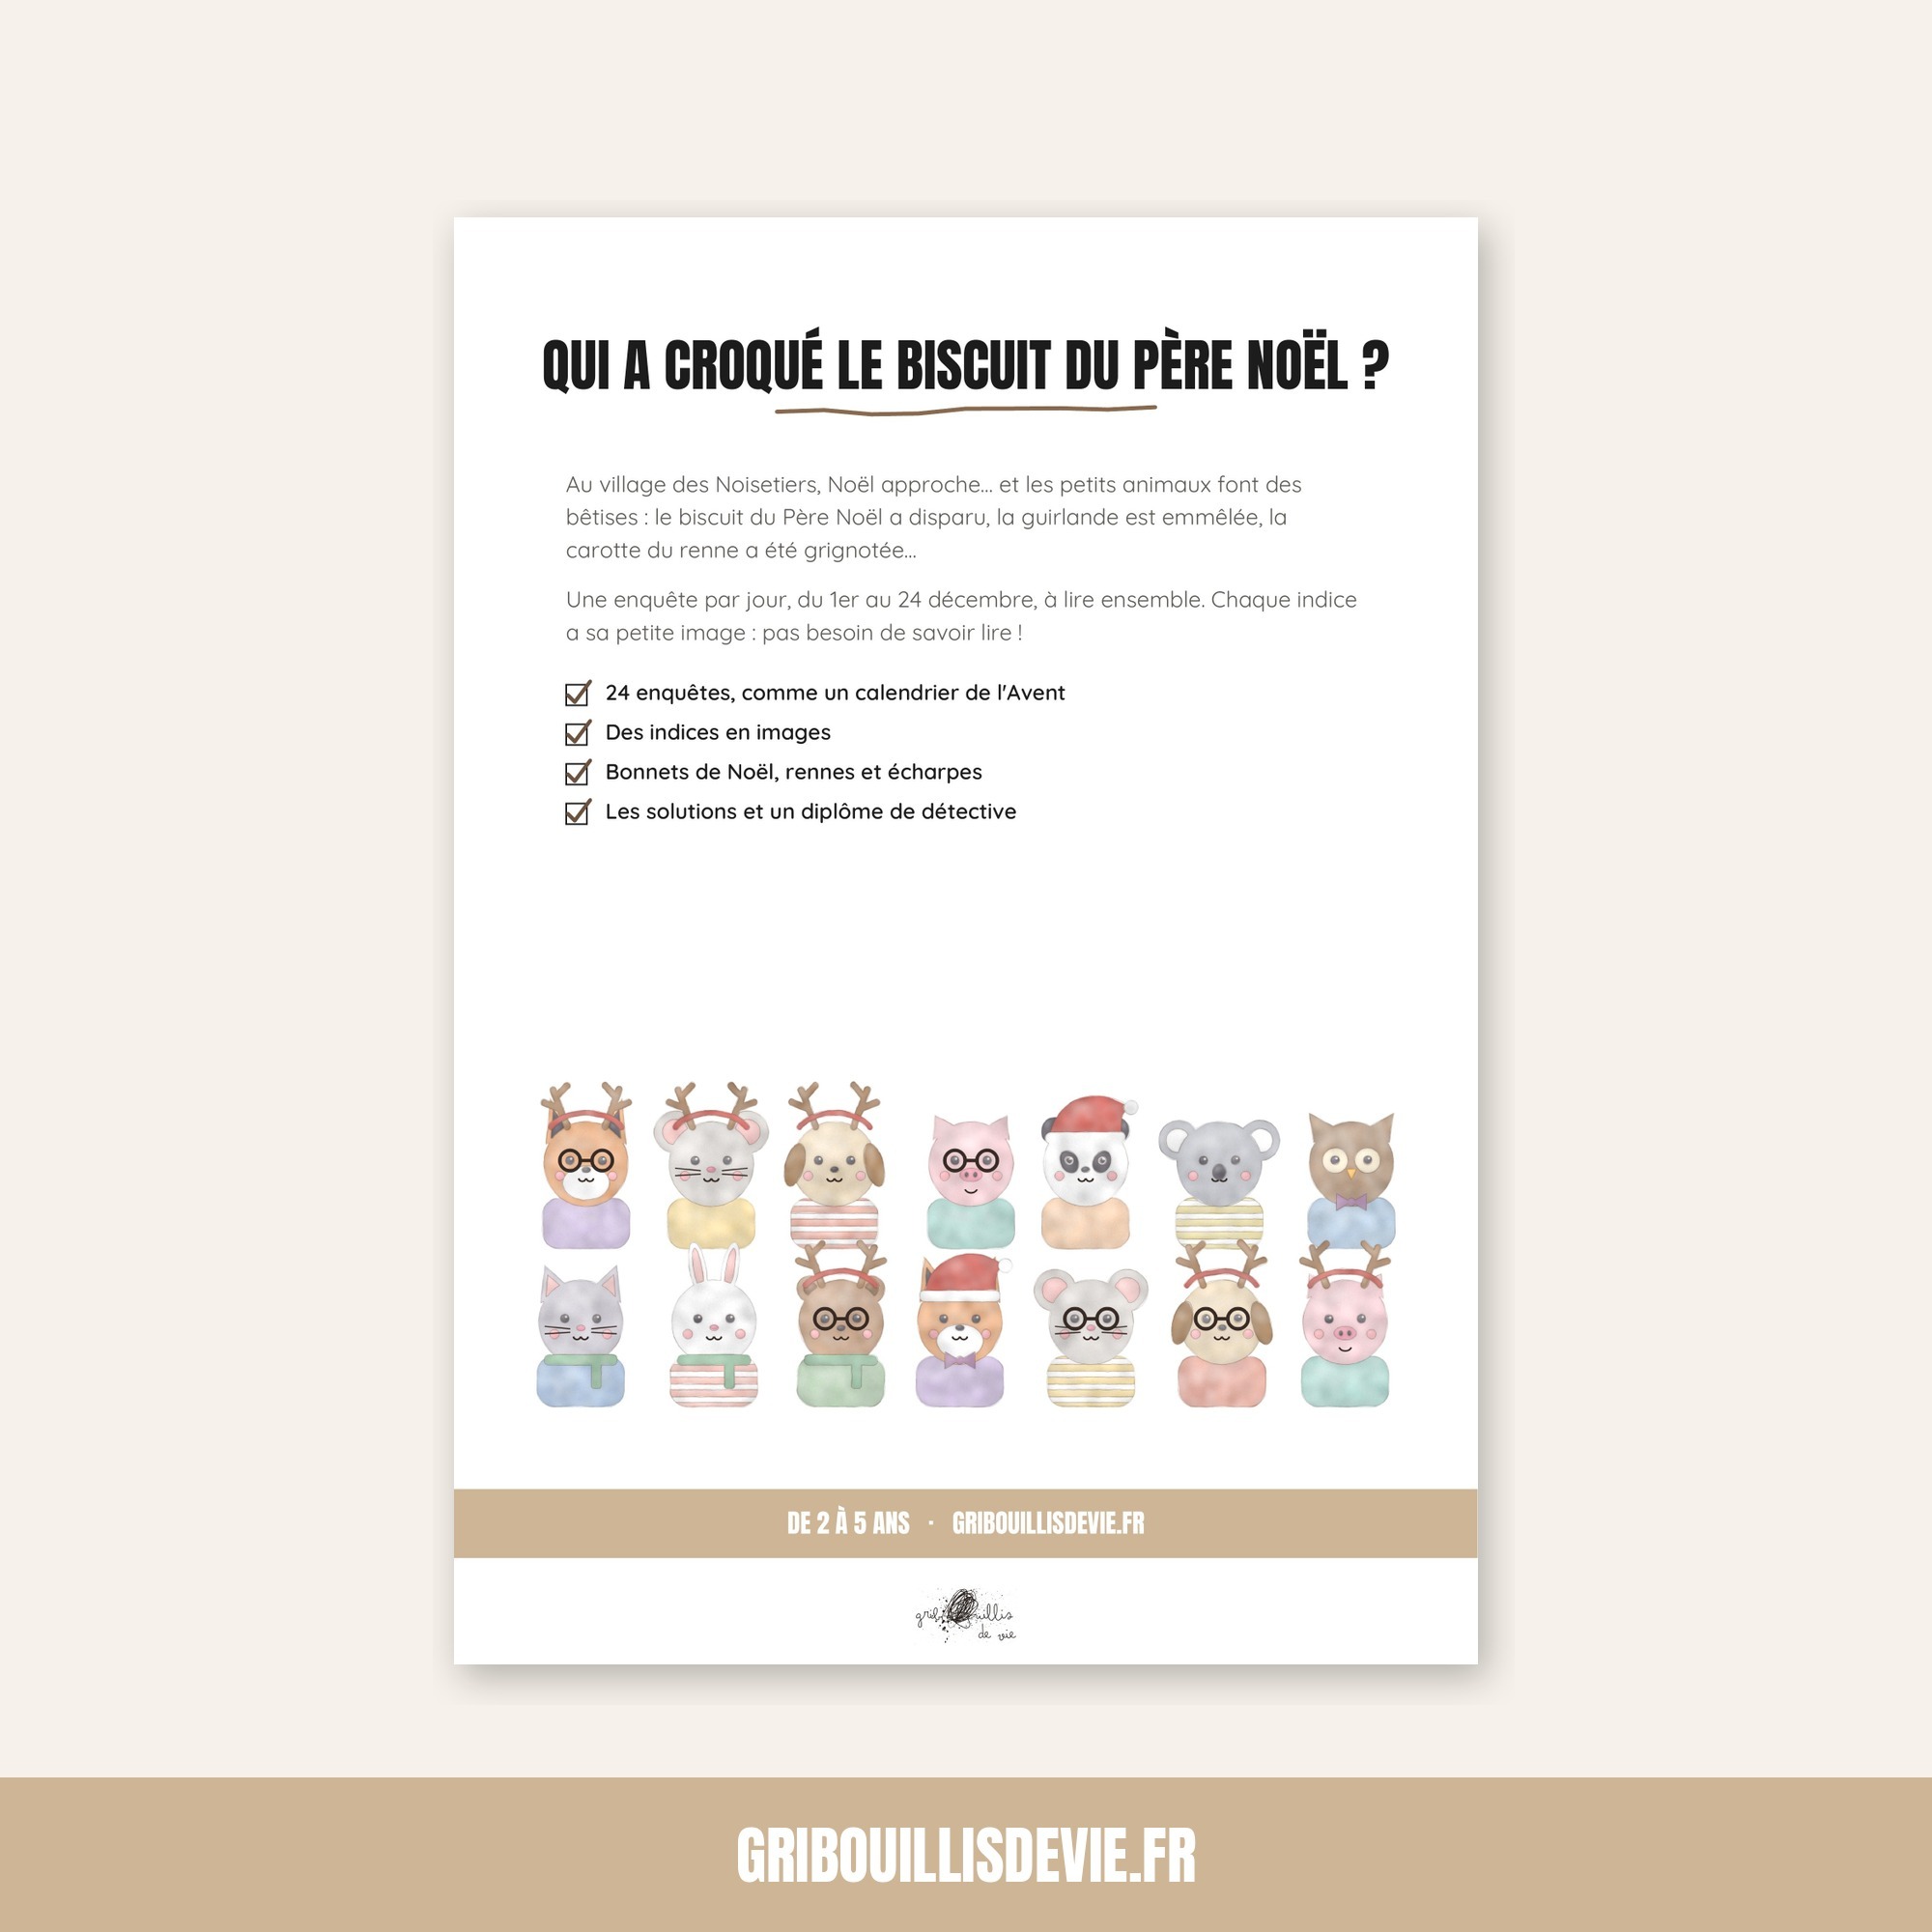 QUI A CROQUÉ LE BISCUIT DU PÈRE NOËL ?
Au village des Noisetiers, Noël approche... et les petits animaux font des
bêtises : le biscuit du Père Noël a disparu, la guirlande est emmêlée, la
carotte du renne a été grignotée...
Une enquête par jour, du 1er au 24 décembre, à lire ensemble. Chaque indice
a sa petite image : pas besoin de savoir lire !
24 enquêtes, comme un calendrier de l'Avent
Des indices en images
Bonnets de Noël, rennes et écharpes
Les solutions et un diplôme de détective
DE 2 À 5 ANS · GRIBOUILLISDEVIE.FR
gribouillis
de vie
GRIBOUILLISDEVIE.FR